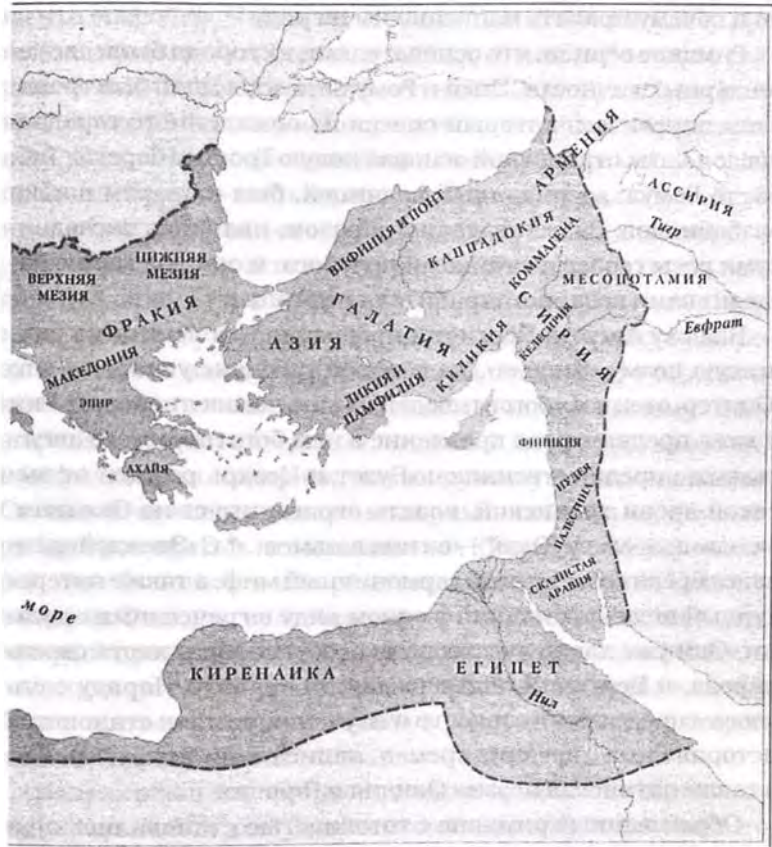 АРМЕНИЯ
АССИРИЯ
Тигр
ВИФИНИЯ И ПОНТ
КАППАДОКИЯ
КОММАГЕНА
НИЖНЯЯ
МЕЗИЯ
ВЕРХНЯЯ
МЕЗИЯ
МЕСОПОТАМИЯ
ФРАКИЯ
ГАЛАТИЯ
СИРИЯ
КЕЛЕСИРИЯ
Евфрат
АЗИЯ
КИЛИКИЯ
МАКЕДОНИЯ
ЛИКИЯ И
ПАМФИЛИЯ
ЭПИР
ФИНИКИЯ
АХАЙЯ
ИУДЕЯ
ПАЛЕСТИНА
СКАЛИСТАЯ
АРАВИЯ
море
КИРЕНАИКА
ЕГИПЕТ
Нил